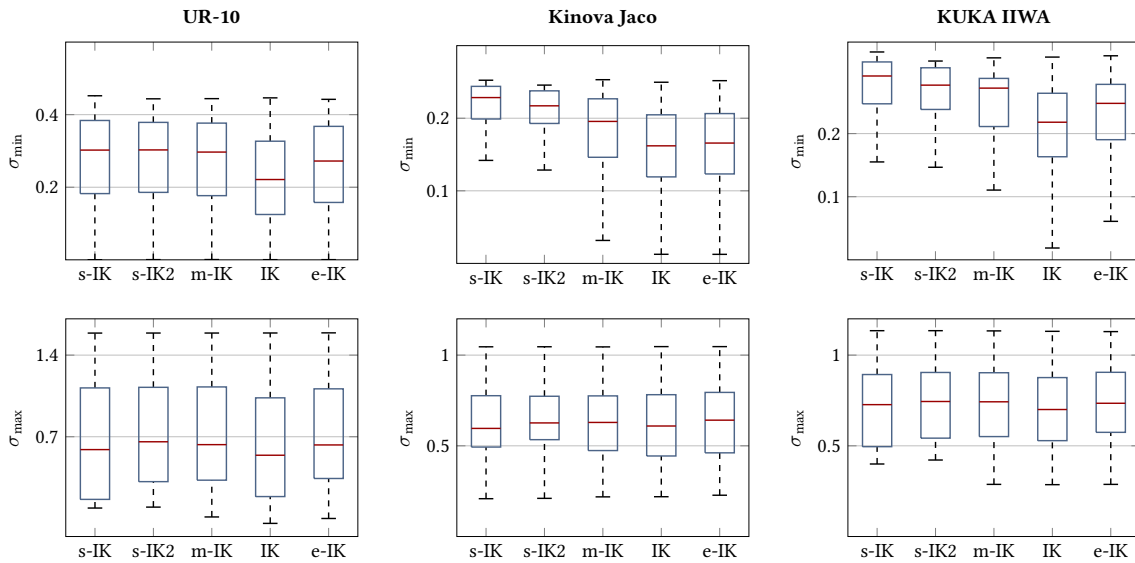 UR-10
Kinova Jaco
KUKA IIWA
0.4
0.2
σmin
s-IK s-IK2 m-IK IK e-IK
0.2
0.1
σmin
s-IK s-IK2 m-IK IK e-IK
0.2
0.1
σmin
s-IK s-IK2 m-IK IK e-IK
1.4
0.7
σmax
s-IK s-IK2 m-IK IK e-IK
1
0.5
σmax
s-IK s-IK2 m-IK IK e-IK
1
0.5
σmax
s-IK s-IK2 m-IK IK e-IK